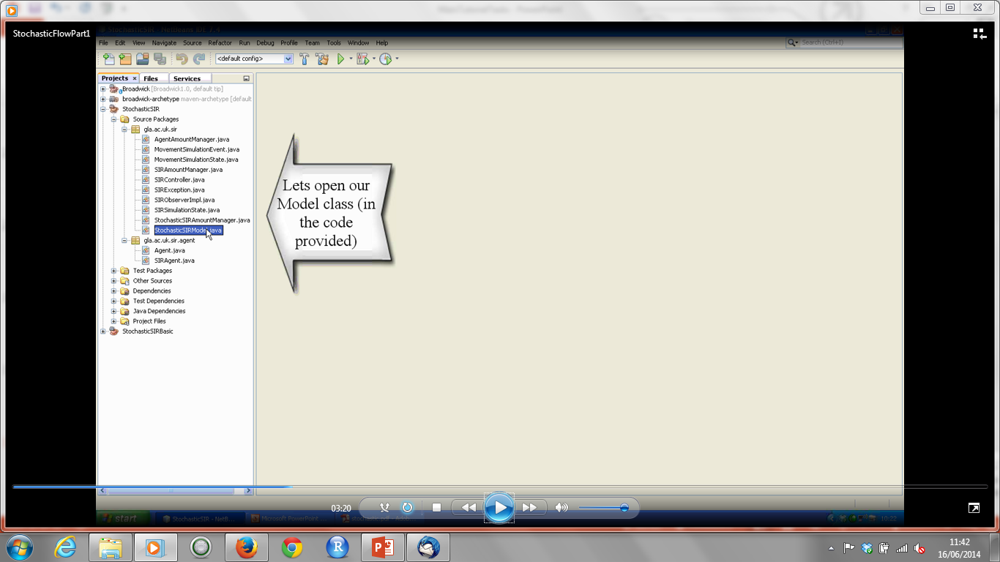 StochasticFlowPart1
StochasticSIR - NetBeans IDE 7.4
File Edit View Navigate Source Refactor Run Debug Profile Team Tools Window Help
Search (Ctrl+I)
<default config>
Projects Files Services
Broadwick [Broadwick1.0, default tip]
broadwick-archetype maven-archetype [default
StochasticSIR
Source Packages
gla.ac.uk.sir
AgentAmountManager.java
MovementSimulationEvent.java
MovementSimulationState.java
SIRAmountManager.java
SIRController.java
SIRException.java
SIRObserverImpl.java
SIRSimulationState.java
StochasticSIRAmountManager.java
StochasticSIRModel.java
gla.ac.uk.sir.agent
Agent.java
SIRAgent.java
Test Packages
Other Sources
Dependencies
Test Dependencies
Java Dependencies
Project Files
StochasticSIRBasic
Lets open our
Model class (in
the code
provided)
03:20
start
StochasticSIR - NetB...
Microsoft PowerPoint ...
stochastic.pdf - Adob...
10:22
11:42
16/06/2014